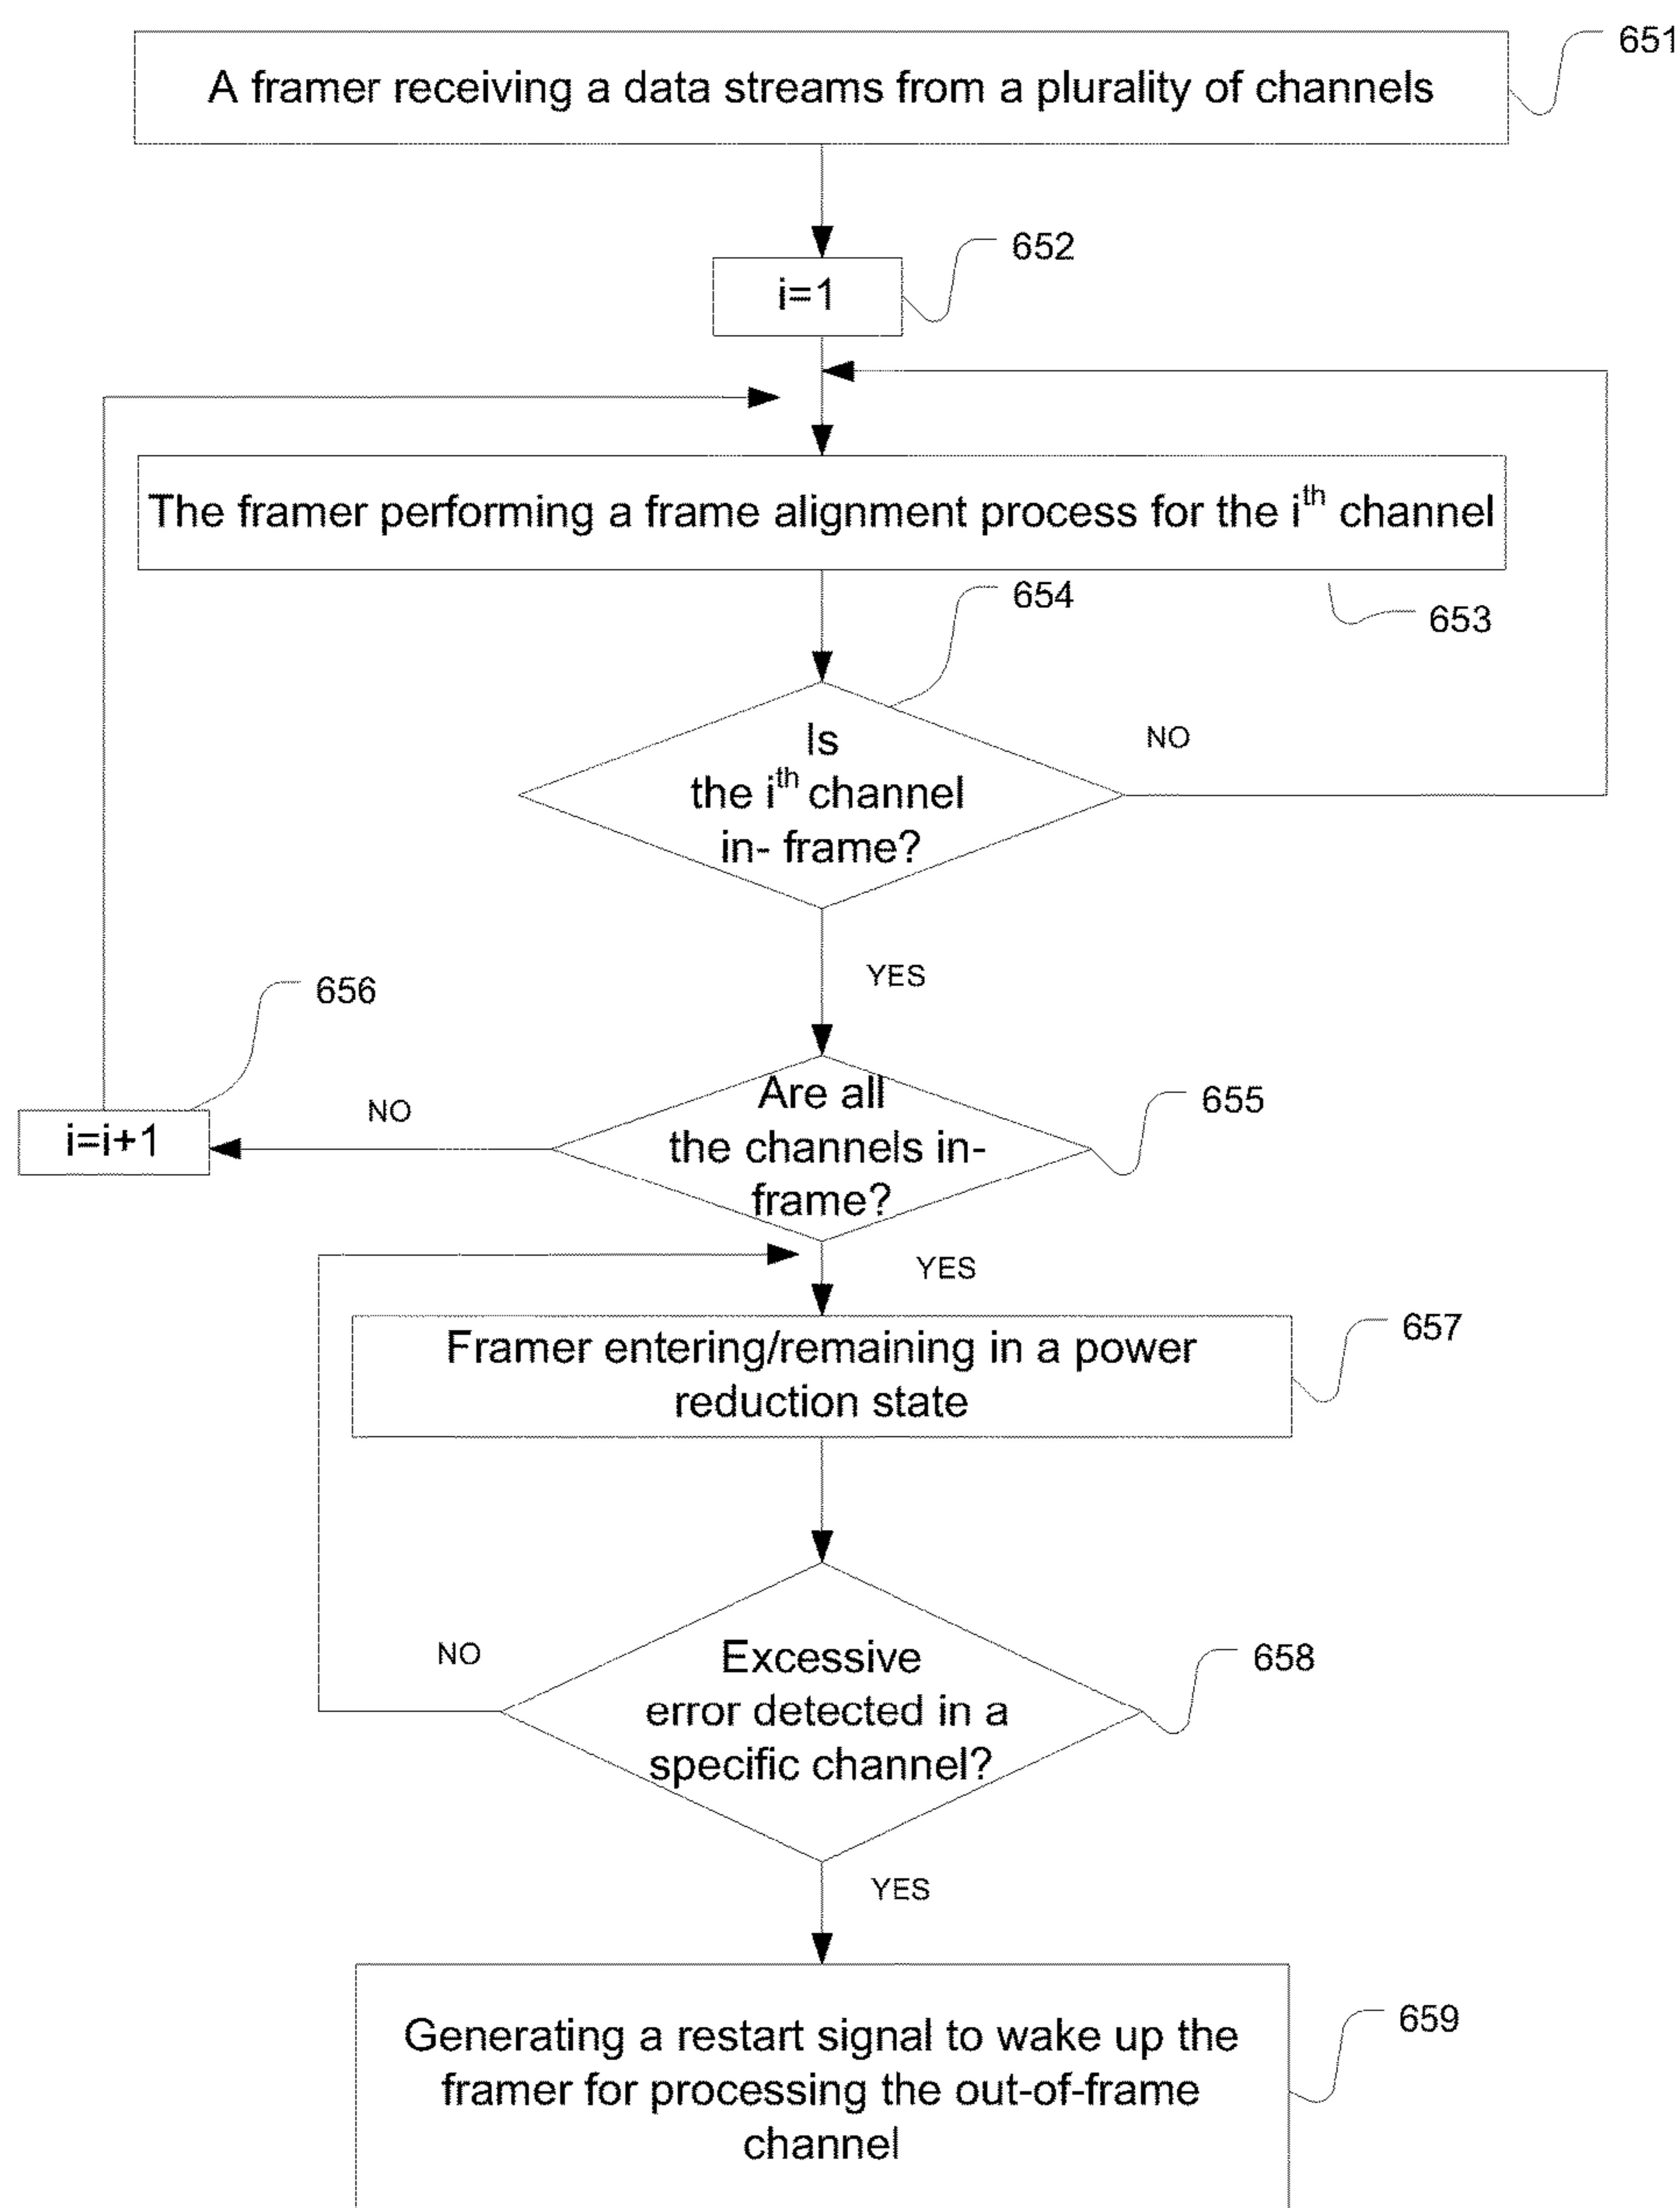 651
A framer receiving a data streams from a plurality of channels
652
i=1
The framer performing a frame alignment process for the ith channel
654
653
Is
the ith channel
in- frame?
NO
YES
656
Are all
the channels in-
frame?
655
NO
i=i+1
YES
657
Framer entering/remaining in a power
reduction state
NO
Excessive
error detected in a
specific channel?
658
YES
659
Generating a restart signal to wake up the
framer for processing the out-of-frame
channel